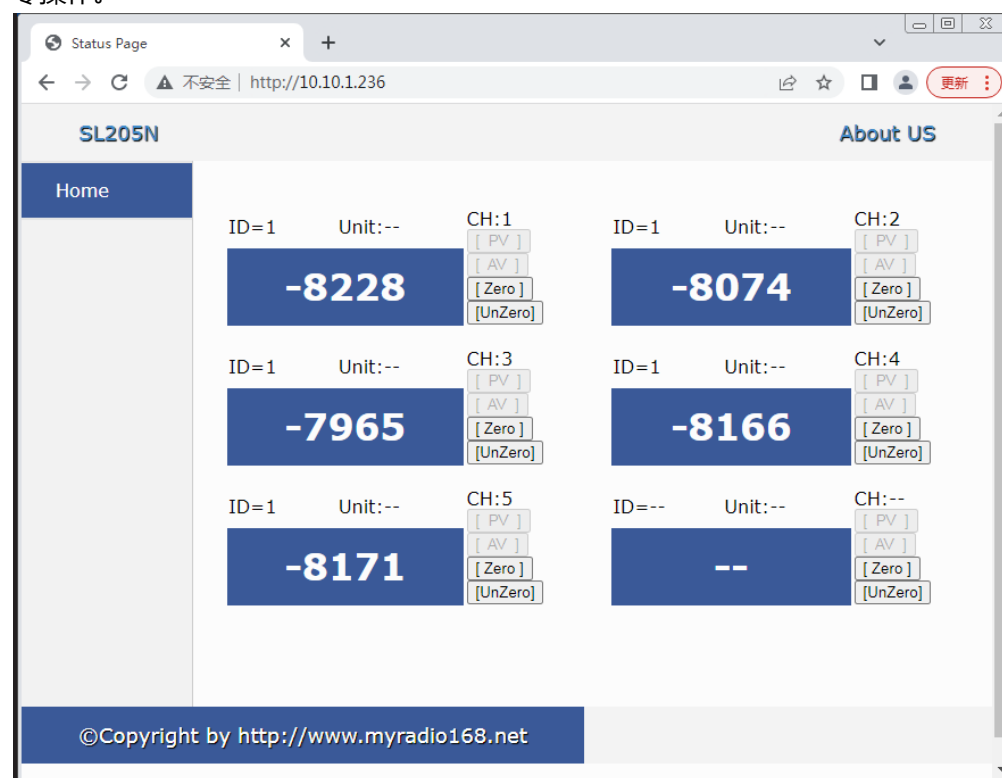 零操作。
Status Page
不安全 | http://10.10.1.236
更新
SL205N
About US
Home
ID=1 Unit:-- CH:1
[ PV ]
[ AV ]
-8228
[ Zero ]
[UnZero]
ID=1 Unit:-- CH:2
[ PV ]
[ AV ]
-8074
[ Zero ]
[UnZero]
ID=1 Unit:-- CH:3
[ PV ]
[ AV ]
-7965
[ Zero ]
[UnZero]
ID=1 Unit:-- CH:4
[ PV ]
[ AV ]
-8166
[ Zero ]
[UnZero]
ID=1 Unit:-- CH:5
[ PV ]
[ AV ]
-8171
[ Zero ]
[UnZero]
ID=-- Unit:-- CH:--
[ PV ]
[ AV ]
--
[ Zero ]
[UnZero]
©Copyright by http://www.myradio168.net